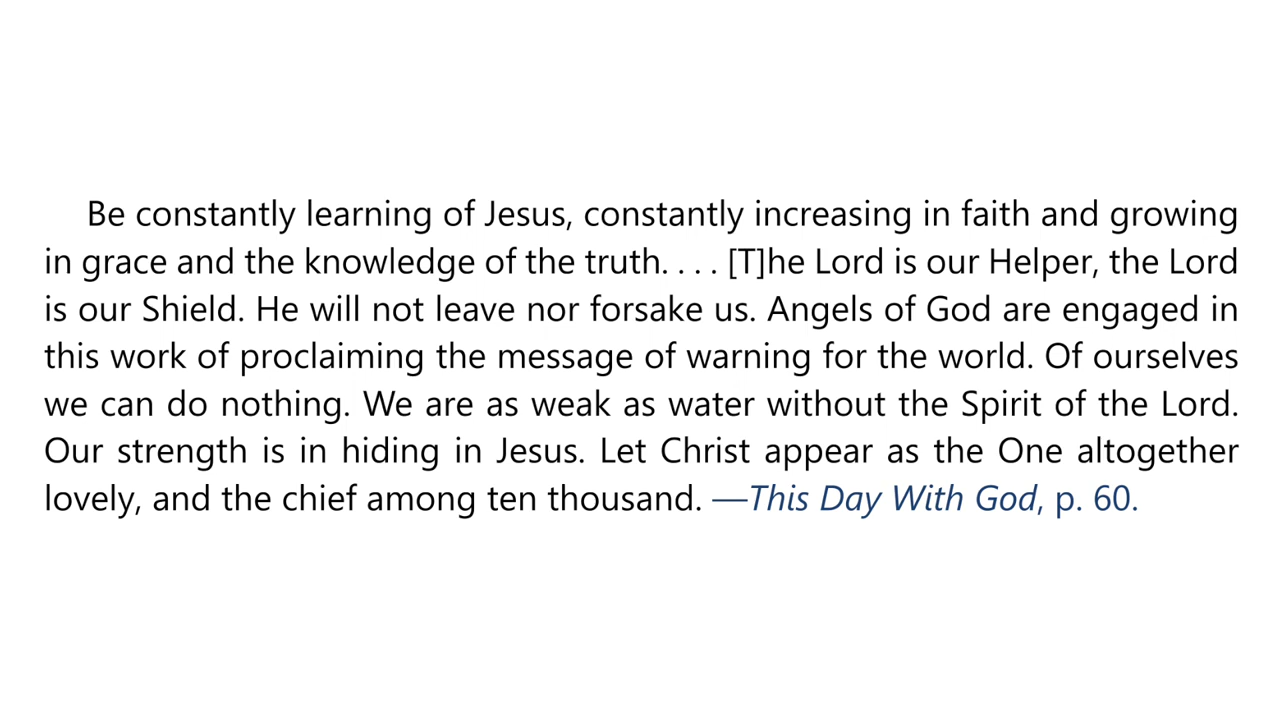 Be constantly learning of Jesus, constantly increasing in faith and growing
in grace and the knowledge of the truth. . . . [T]he Lord is our Helper, the Lord
is our Shield. He will not leave nor forsake us. Angels of God are engaged in
this work of proclaiming the message of warning for the world. Of ourselves
we can do nothing. We are as weak as water without the Spirit of the Lord.
Our strength is in hiding in Jesus. Let Christ appear as the One altogether
lovely, and the chief among ten thousand. —This Day With God, p. 60.